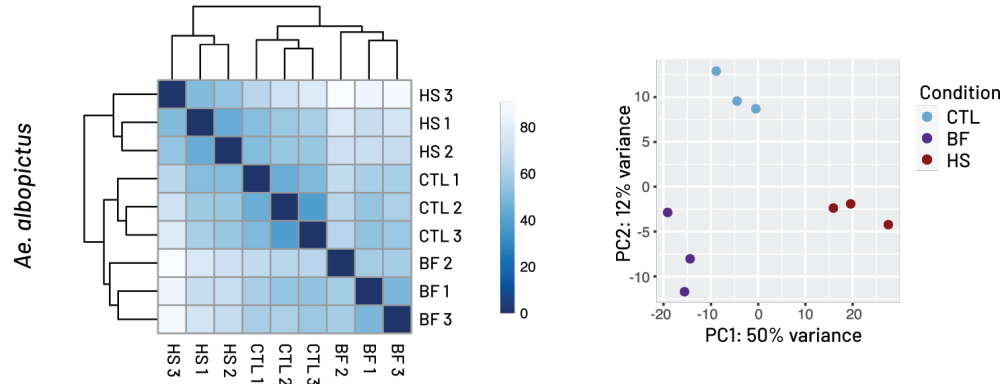 Ae. albopictus
HS 3
HS 1
HS 2
CTL 1
CTL 2
CTL 3
BF 2
BF 1
BF 3
HS 3
HS 1
HS 2
CTL 1
CTL 2
CTL 3
BF 2
BF 1
BF 3
80
60
40
20
0
PC2: 12% variance
10
5
0
-5
-10
-20
-10
0
10
20
PC1: 50% variance
Condition
CTL
BF
HS